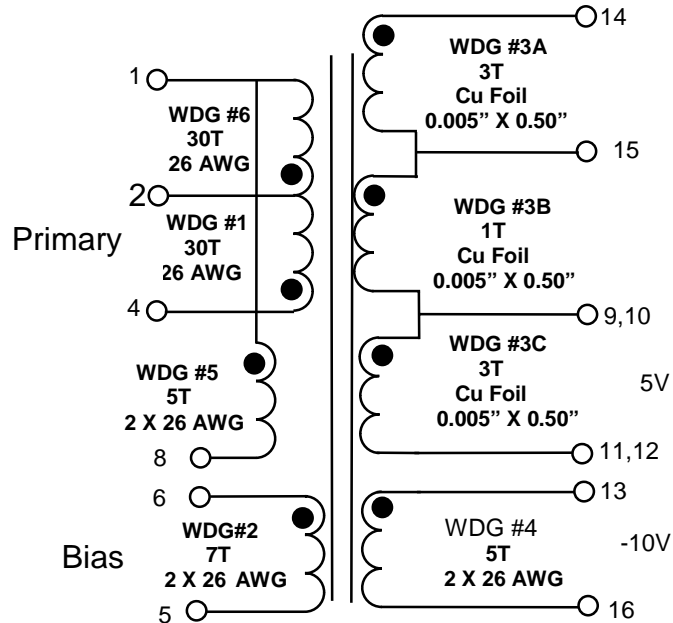 14
WDG #3A
3T
Cu Foil
0.005” X 0.50”
1
WDG #6
30T
26 AWG
15
2
WDG #1
30T
26 AWG
Primary
WDG #3B
1T
Cu Foil
0.005” X 0.50”
4
9,10
WDG #3C
3T
Cu Foil
0.005” X 0.50”
5V
WDG #5
5T
2 X 26 AWG
8
11,12
6
13
WDG#2
7T
2 X 26 AWG
Bias
WDG #4
5T
2 X 26 AWG
-10V
5
16